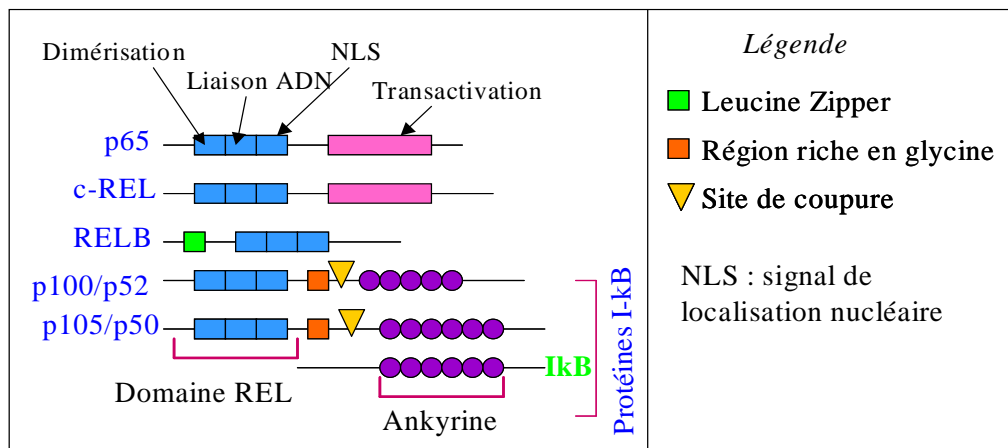 Dimérisation
NLS
Liaison ADN
Transactivation
p65
c-REL
RELB
p100/p52
p105/p50
IkB
Domaine REL
Ankyrine
Protéines I-kB
Légende
Leucine Zipper
Région riche en glycine
Site de coupure
NLS : signal de
localisation nucléaire